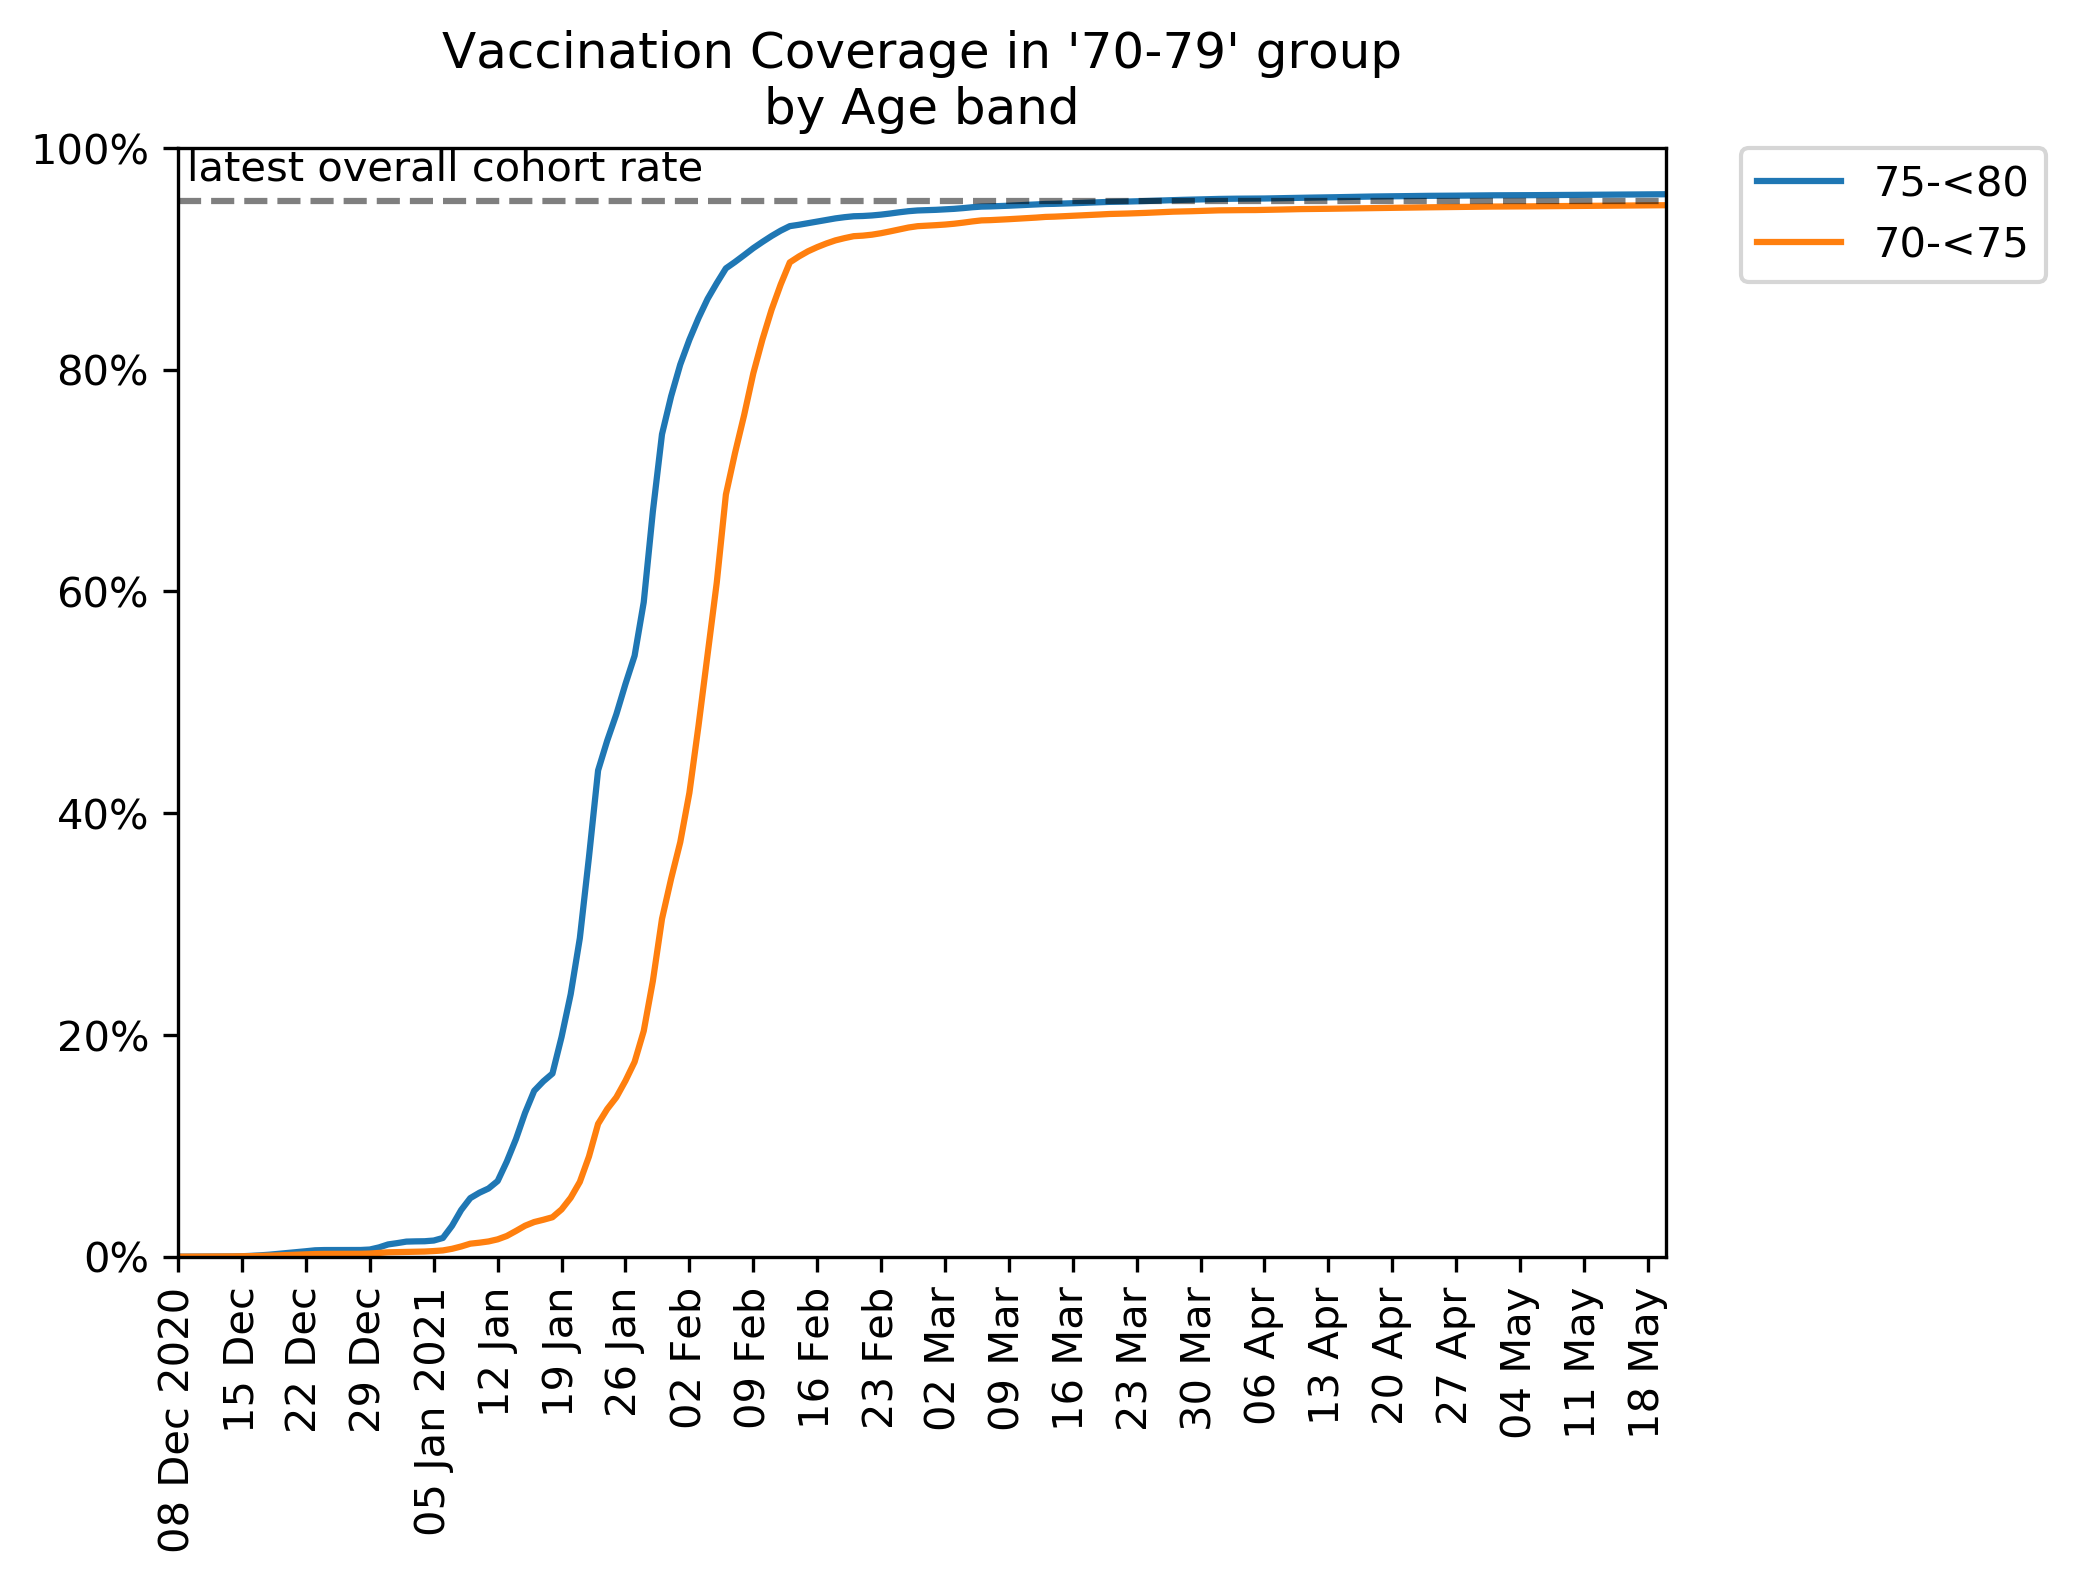 Vaccination Coverage in '70-79' group
by Age band
100%
latest overall cohort rate
80%
60%
40%
20%
0%
08 Dec 2020
15 Dec
22 Dec
29 Dec
05 Jan 2021
12 Jan
19 Jan
26 Jan
02 Feb
09 Feb
16 Feb
23 Feb
02 Mar
09 Mar
16 Mar
23 Mar
30 Mar
06 Apr
13 Apr
20 Apr
27 Apr
04 May
11 May
18 May
75-<80
70-<75